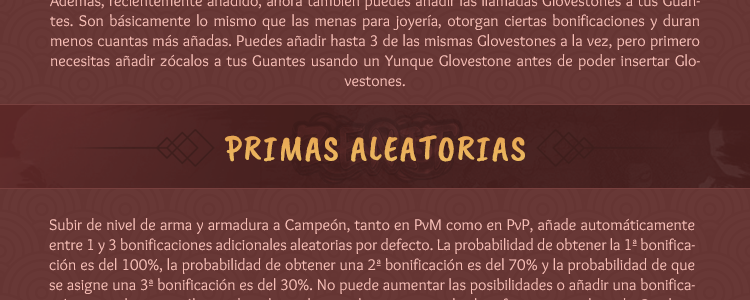 Además, recientemente añadido, ahora también puedes añadir las llamadas Glovestones a tus Guan-
tes. Son básicamente lo mismo que las menas para joyería, otorgan ciertas bonificaciones y duran
menos cuantas más añadas. Puedes añadir hasta 3 de las mismas Glovestones a la vez, pero primero
necesitas añadir zócalos a tus Guantes usando un Yunque Glovestone antes de poder insertar Glo-
vestones.
PRIMAS ALEATORIAS
Subir de nivel de arma y armadura a Campeón, tanto en PvM como en PvP, añade automáticamente
entre 1 y 3 bonificaciones adicionales aleatorias por defecto. La probabilidad de obtener la 1ª bonifica-
ción es del 100%, la probabilidad de obtener una 2ª bonificación es del 70% y la probabilidad de que
se asigne una 3ª bonificación es del 30%. No puede aumentar las posibilidades o añadir una bonifica-